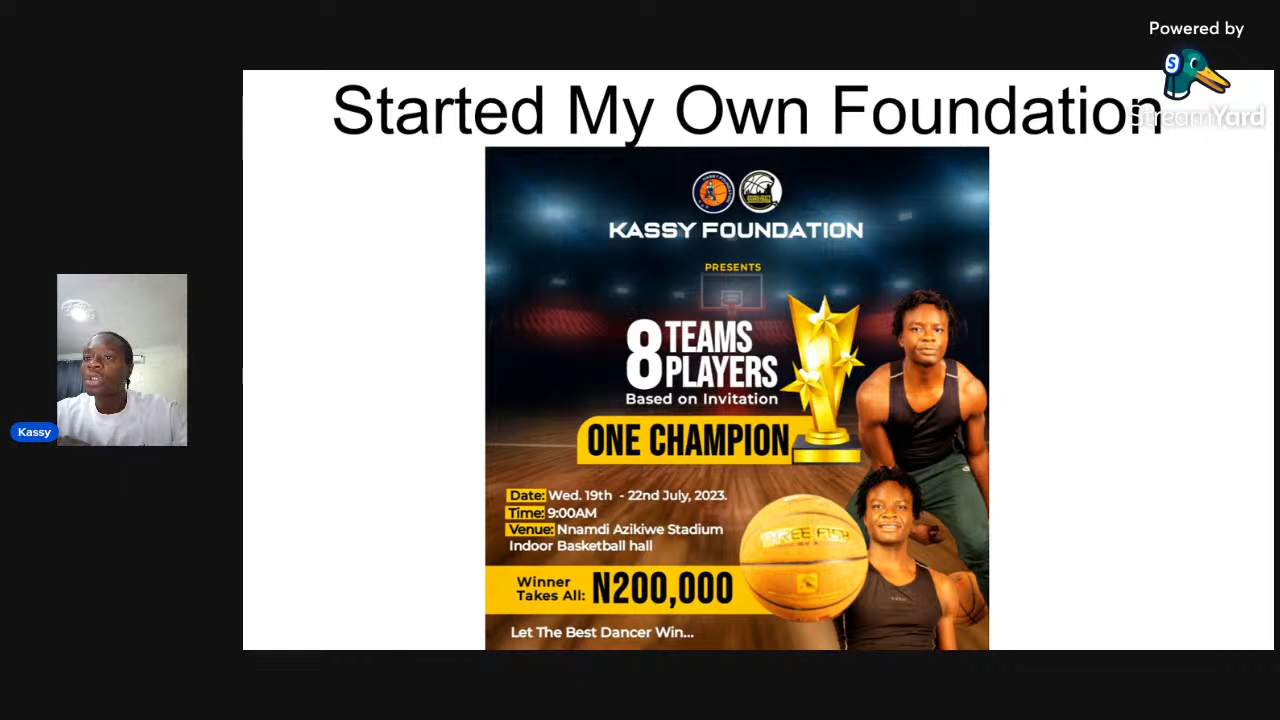 Powered by
StreamYard
Started My Own Foundation
KASSY FOUNDATION
PRESENTS
8 TEAMS
PLAYERS
Based on Invitation
ONE CHAMPION
Date: Wed. 19th - 22nd July, 2023.
Time: 9:00AM
Venue: Nnamdi Azikiwe Stadium
Indoor Basketball hall
Winner
Takes All: N200,000
Let The Best Dancer Win...
Kassy